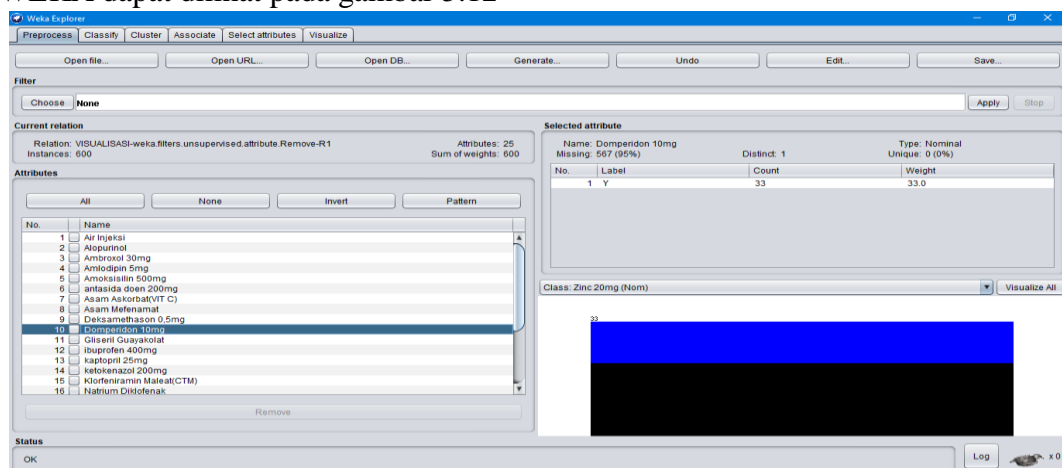 WEKA dapat dilihat pada gambar 3.12
Weka Explorer
Preprocess Classify Cluster Associate Select attributes Visualize
Open file... Open URL... Open DB... Generate... Undo Edit... Save...
Filter
Choose None Apply Stop
Current relation
Relation: VISUALISASI-weka.filters.unsupervised.attribute.Remove-R1 Attributes: 25
Instances: 600 Sum of weights: 600
Selected attribute
Name: Domperidon 10mg Type: Nominal
Missing: 567 (95%) Distinct: 1 Unique: 0 (0%)
No. Label Count Weight
1 Y 33 33.0
Attributes
All None Invert Pattern
No. Name
1 Air Injeksi
2 Alopurinol
3 Ambroxol 30mg
4 Amlodipin 5mg
5 Amoksisilin 500mg
6 antasida doen 200mg
7 Asam Askorbat(VIT C)
8 Asam Mefenamat
9 Deksamethason 0,5mg
10 Domperidon 10mg
11 Gliseril Guayakolat
12 ibuprofen 400mg
13 kaptopril 25mg
14 ketokenazol 200mg
15 Klorfeniramin Maleat(CTM)
16 Natrium Diklofenak
Remove
Class: Zinc 20mg (Nom) Visualize All
33
Status
OK
Log x 0